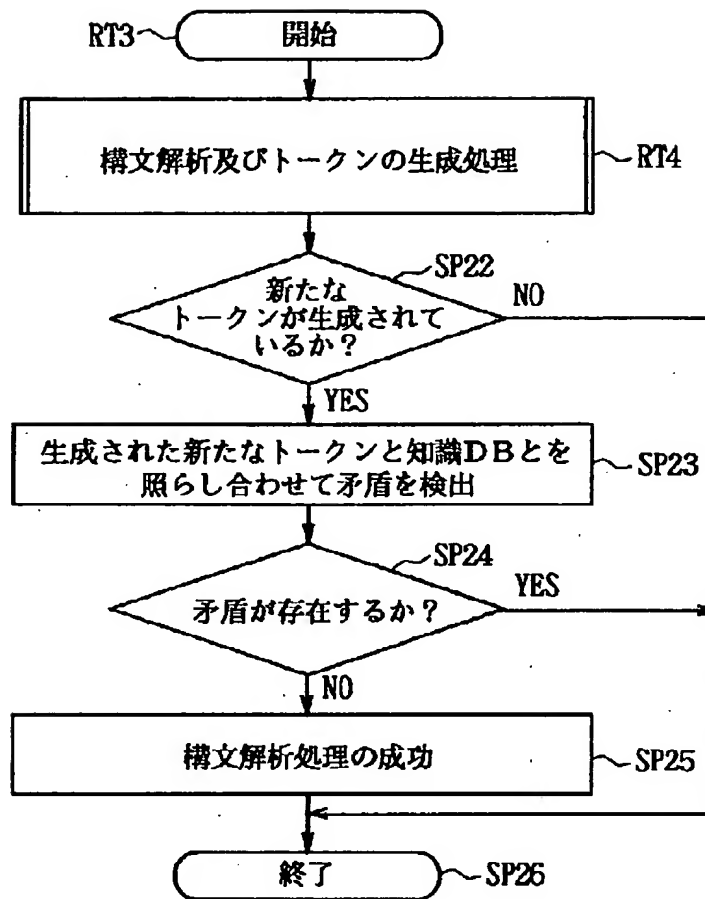 RT3
開始
構文解析及びトークンの生成処理
RT4
SP22
新たな
トークンが生成されて
いるか？
NO
YES
生成された新たなトークンと知識DBとを
照らし合わせて矛盾を検出
SP23
SP24
矛盾が存在するか？
YES
NO
構文解析処理の成功
SP25
終了
SP26